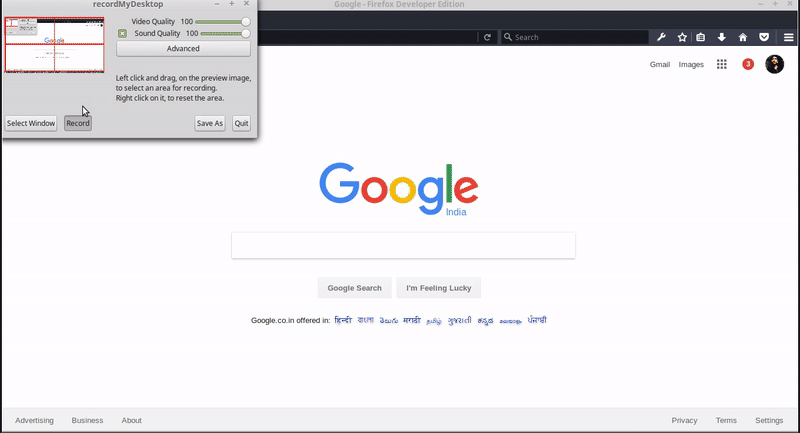 recordMyDesktop
Google - Firefox Developer Edition
Video Quality 100
Sound Quality 100
Advanced
Left click and drag, on the preview image,
to select an area for recording.
Right click on it, to reset the area.
Select Window Record Save As Quit
Search
Gmail Images 3
Google
India
Google Search I'm Feeling Lucky
Google.co.in offered in: हिन्दी বাংলা తెలుగు मराठी தமிழ் ગુજરાતી ಕನ್ನಡ മലയാളം ਪੰਜਾਬੀ
Advertising Business About Privacy Terms Settings